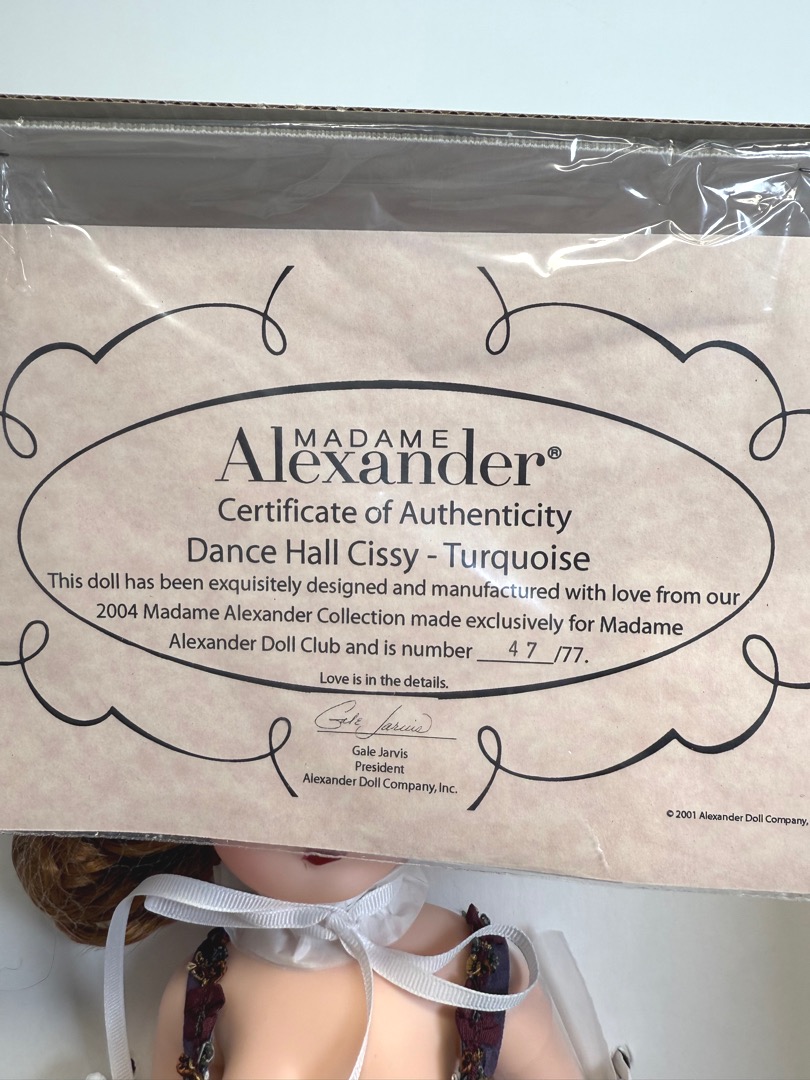 MADAME
Alexander®
Certificate of Authenticity
Dance Hall Cissy - Turquoise
This doll has been exquisitely designed and manufactured with love from our
2004 Madame Alexander Collection made exclusively for Madame
Alexander Doll Club and is number 47/77.
Love is in the details.
Gale Jarvis
Gale Jarvis
President
Alexander Doll Company, Inc.
© 2001 Alexander Doll Company,